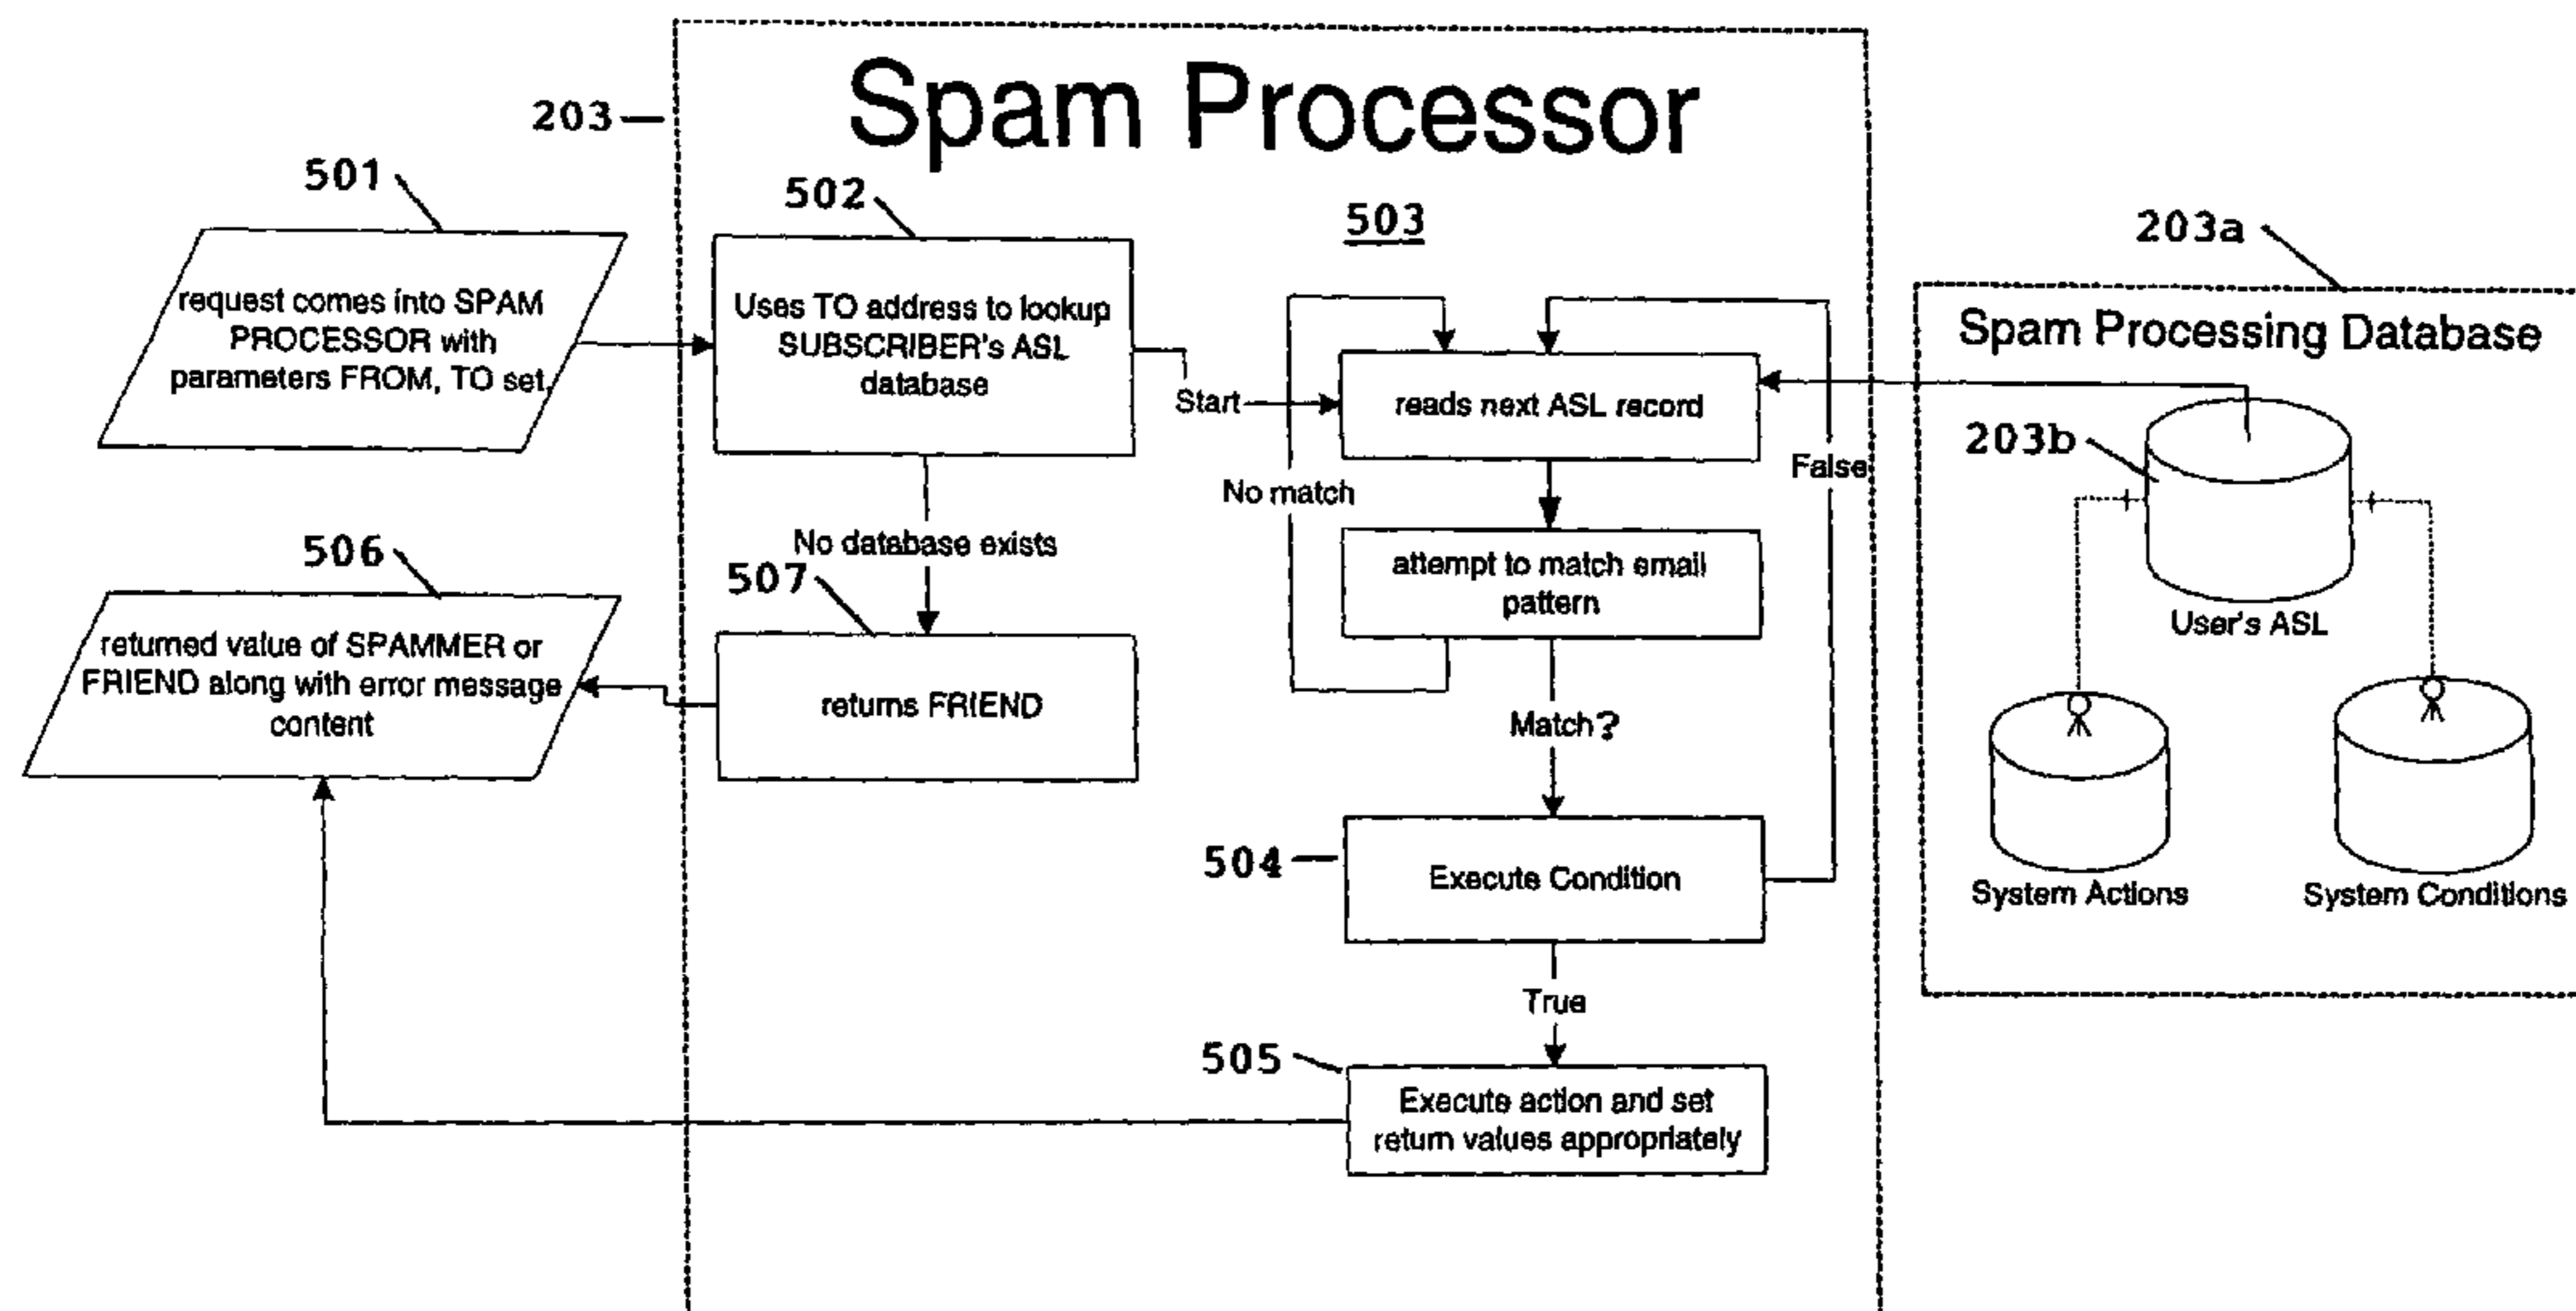 Spam Processor
203
501
request comes into SPAM
PROCESSOR with
parameters FROM, TO set.
502
Uses TO address to lookup
SUBSCRIBER's ASL
database
Start
No database exists
507
returns FRIEND
506
returned value of SPAMMER or
FRIEND along with error message
content
503
reads next ASL record
No match
False
attempt to match email
pattern
Match?
504
Execute Condition
True
505
Execute action and set
return values appropriately
203a
Spam Processing Database
203b
User's ASL
System Actions
System Conditions